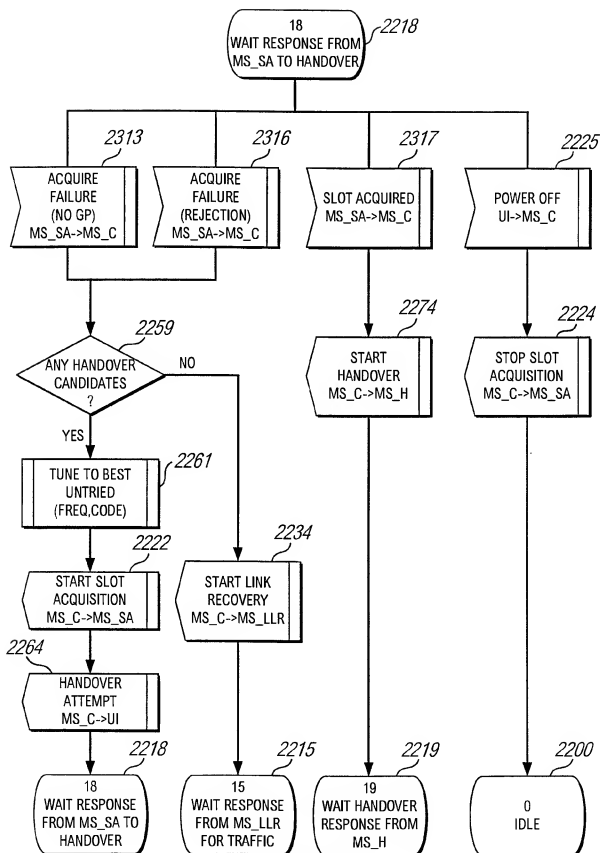 18
WAIT RESPONSE FROM
MS_SA TO HANDOVER
2218
2313
ACQUIRE
FAILURE
(NO GP)
MS_SA->MS_C
2316
ACQUIRE
FAILURE
(REJECTION)
MS_SA->MS_C
2317
SLOT ACQUIRED
MS_SA->MS_C
2225
POWER OFF
UI->MS_C
2259
ANY HANDOVER
CANDIDATES
?
NO
YES
2274
START
HANDOVER
MS_C->MS_H
2224
STOP SLOT
ACQUISITION
MS_C->MS_SA
2261
TUNE TO BEST
UNTRIED
(FREQ,CODE)
2222
START SLOT
ACQUISITION
MS_C->MS_SA
2234
START LINK
RECOVERY
MS_C->MS_LLR
2264
HANDOVER
ATTEMPT
MS_C->UI
2218
18
WAIT RESPONSE
FROM MS_SA TO
HANDOVER
2215
15
WAIT RESPONSE
FROM MS_LLR
FOR TRAFFIC
2219
19
WAIT HANDOVER
RESPONSE FROM
MS_H
2200
0
IDLE